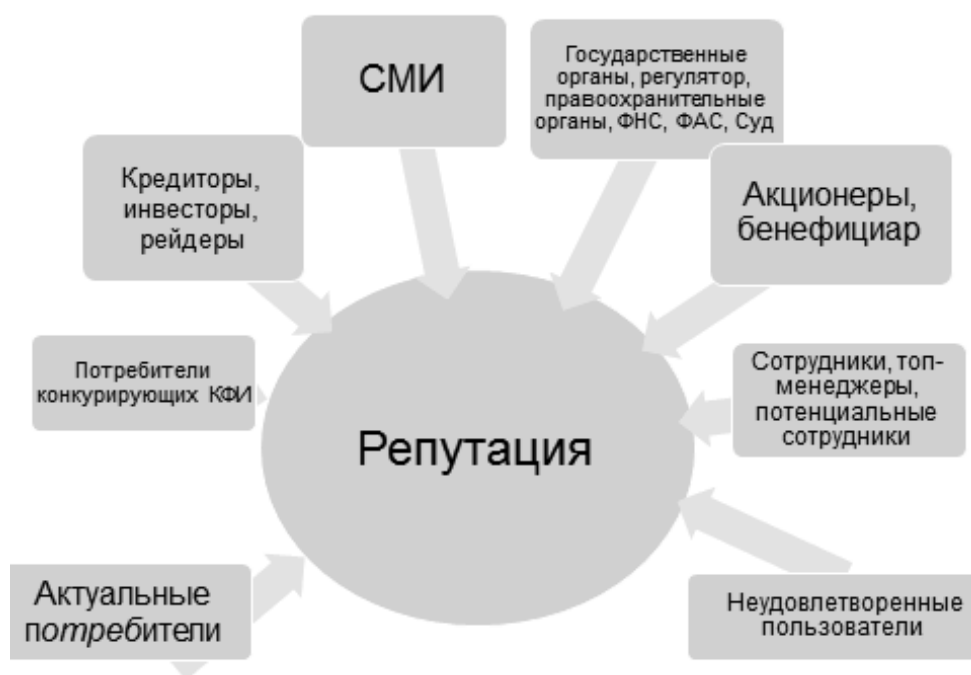 СМИ
Государственные
органы, регулятор,
правоохранительные
органы, ФНС, ФАС, Суд
Кредиторы,
инвесторы,
рейдеры
Акционеры,
бенефициар
Потребители
конкурирующих КФИ
Сотрудники, топ-
менеджеры,
потенциальные
сотрудники
Репутация
Актуальные
потребители
Неудовлетворенные
пользователи